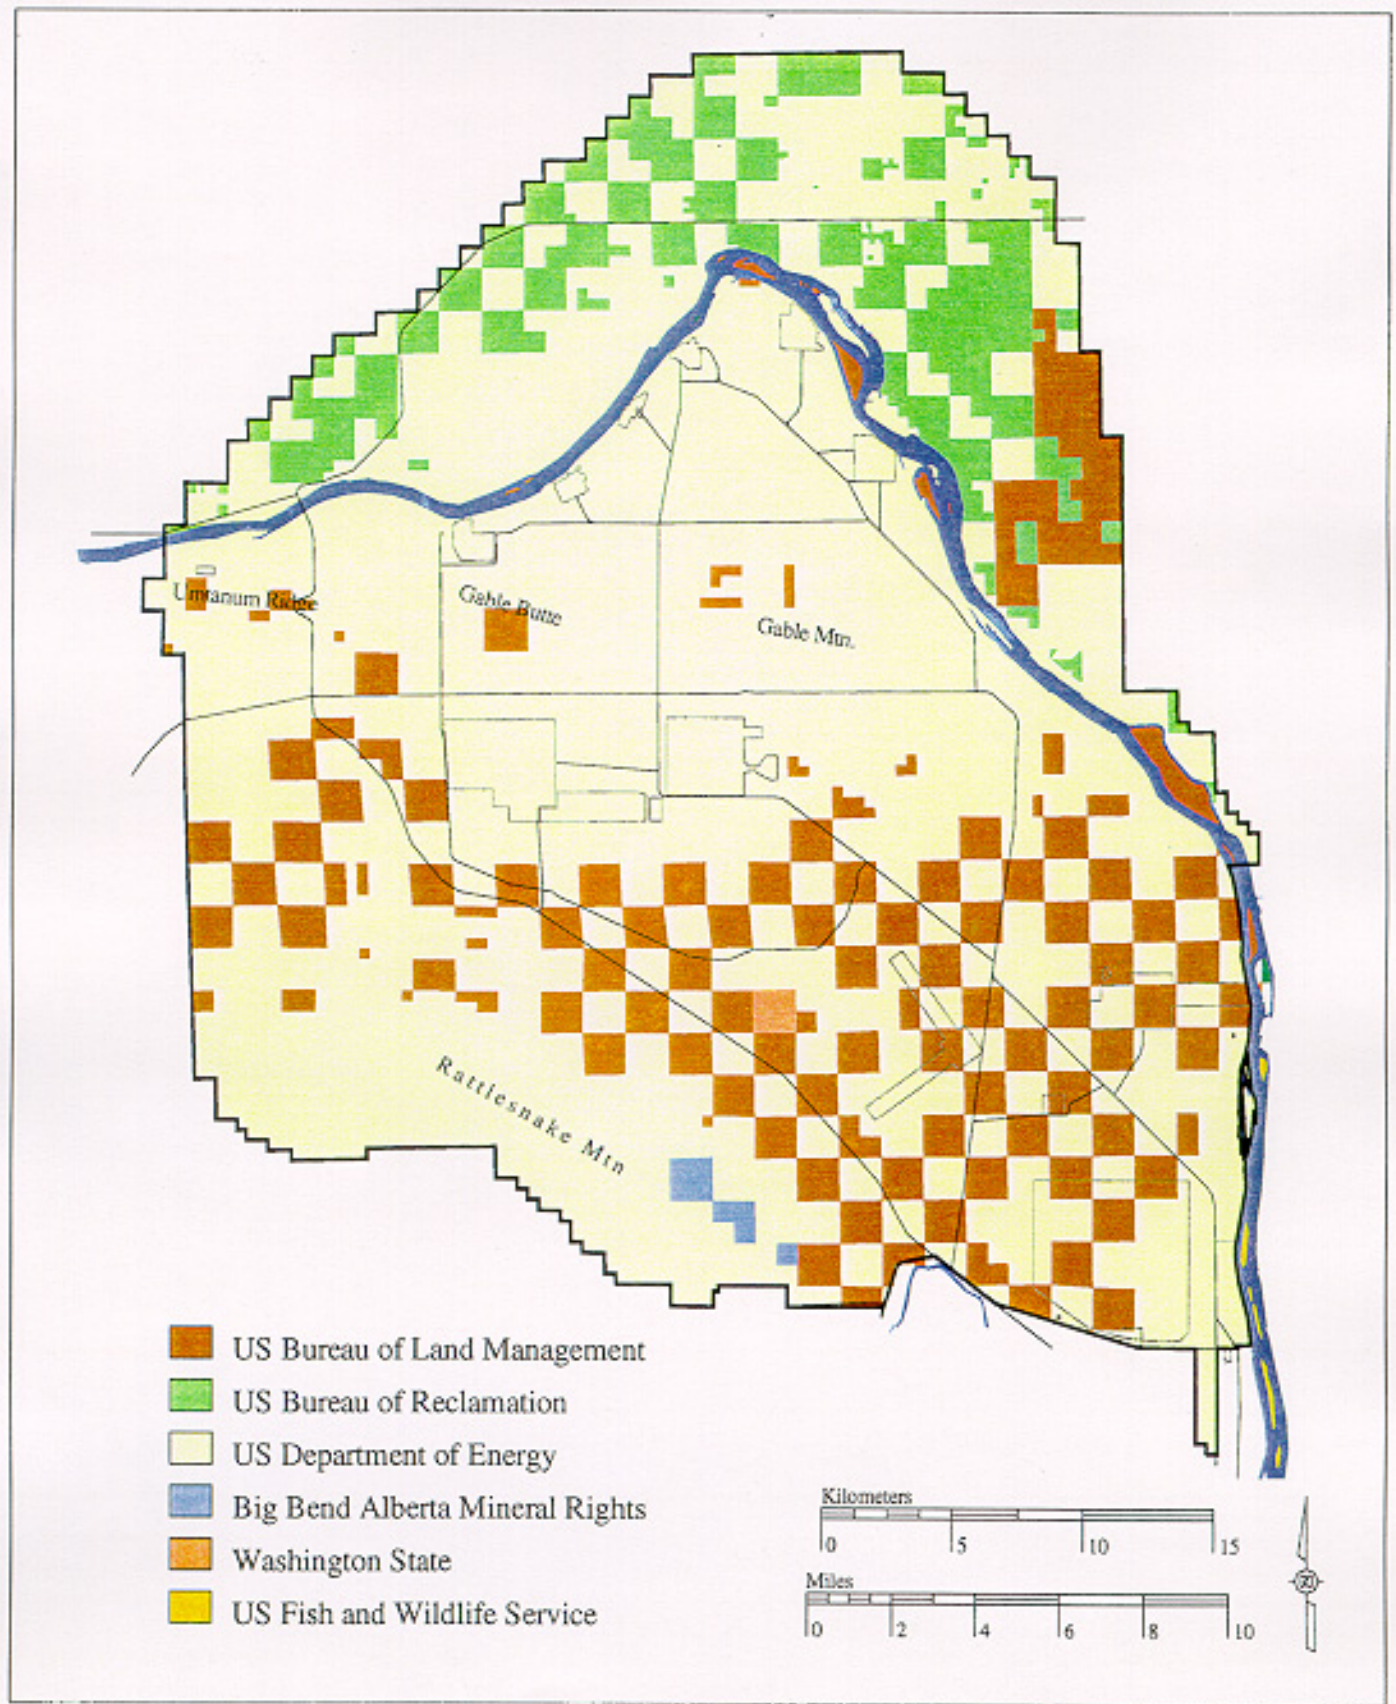 Umtanum Ridge
Gable Butte
Gable Mtn.
Rattlesnake Mtn
US Bureau of Land Management
US Bureau of Reclamation
US Department of Energy
Big Bend Alberta Mineral Rights
Washington State
US Fish and Wildlife Service
Kilometers
0 5 10 15
Miles
0 2 4 6 8 10